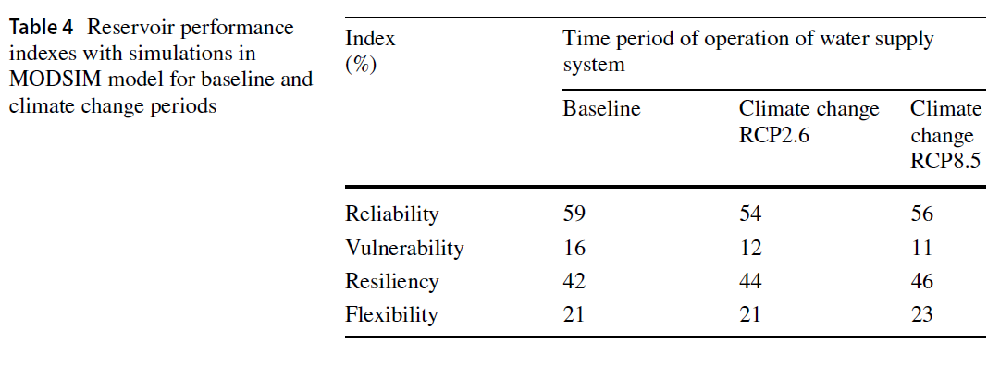 Table 4 Reservoir performance
indexes with simulations in
MODSIM model for baseline and
climate change periods
Index
(%)
Time period of operation of water supply
system
Baseline
Climate change
RCP2.6
Climate
change
RCP8.5
Reliability 59 54 56
Vulnerability 16 12 11
Resiliency 42 44 46
Flexibility 21 21 23